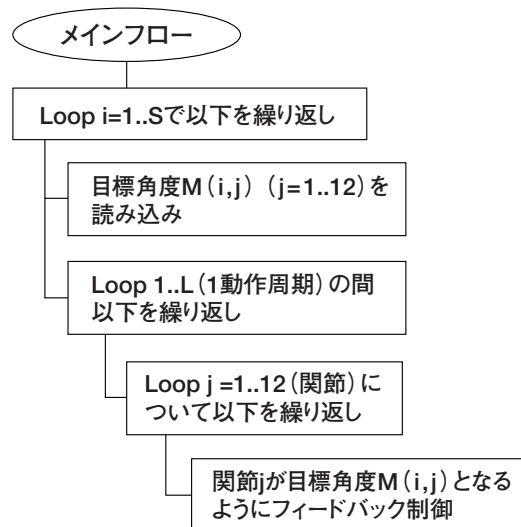 メインフロー
Loop i=1..Sで以下を繰り返し
目標角度M(i,j)(j=1..12)を
読み込み
Loop 1..L(1動作周期)の間
以下を繰り返し
Loop j =1..12(関節)に
ついて以下を繰り返し
関節jが目標角度M(i,j)となる
ようにフィードバック制御